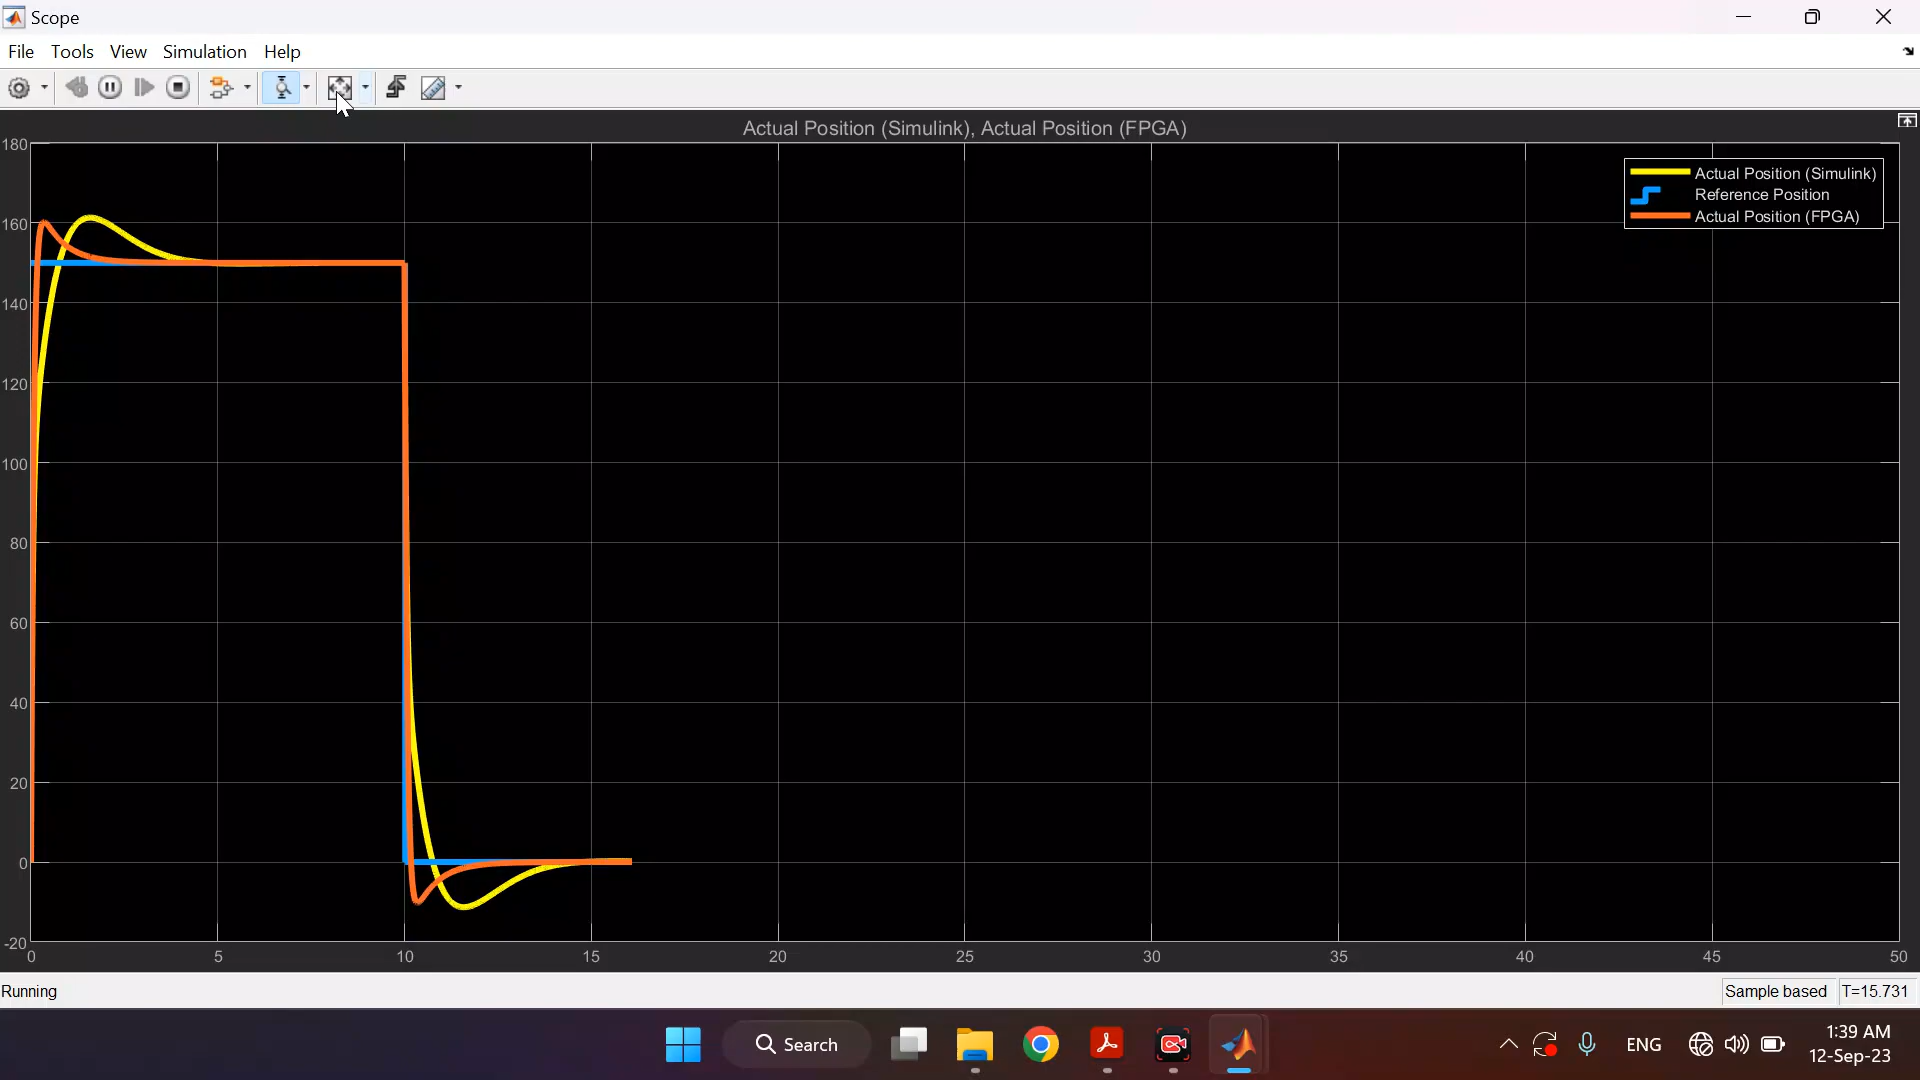 Scope
File Tools View Simulation Help
Actual Position (Simulink), Actual Position (FPGA)
Actual Position (Simulink)
Reference Position
Actual Position (FPGA)
180
160
140
120
100
80
60
40
20
0
-20
0 5 10 15 20 25 30 35 40 45 50
Running
Sample based T=15.731
Search
ENG
1:39 AM
12-Sep-23